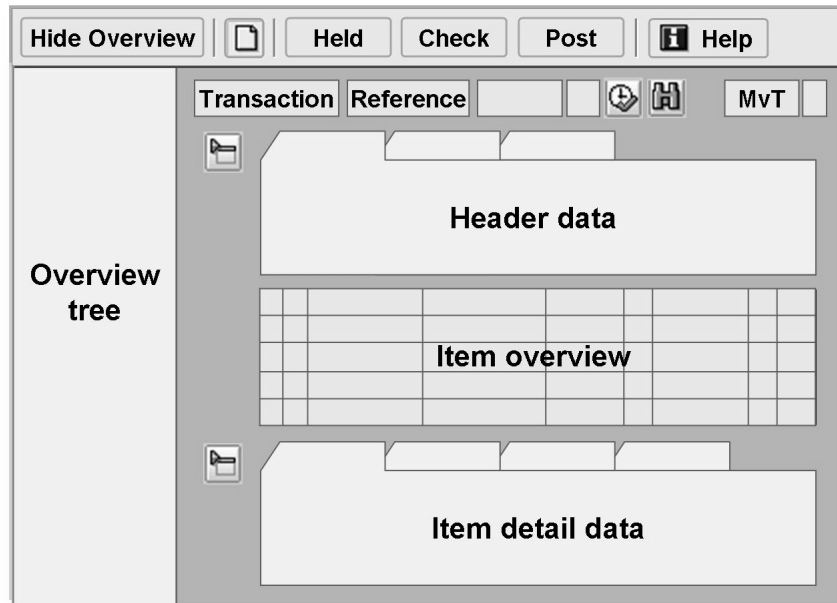 Hide Overview Held Check Post Help
Transaction Reference MvT
Header data
Overview
tree
Item overview
Item detail data